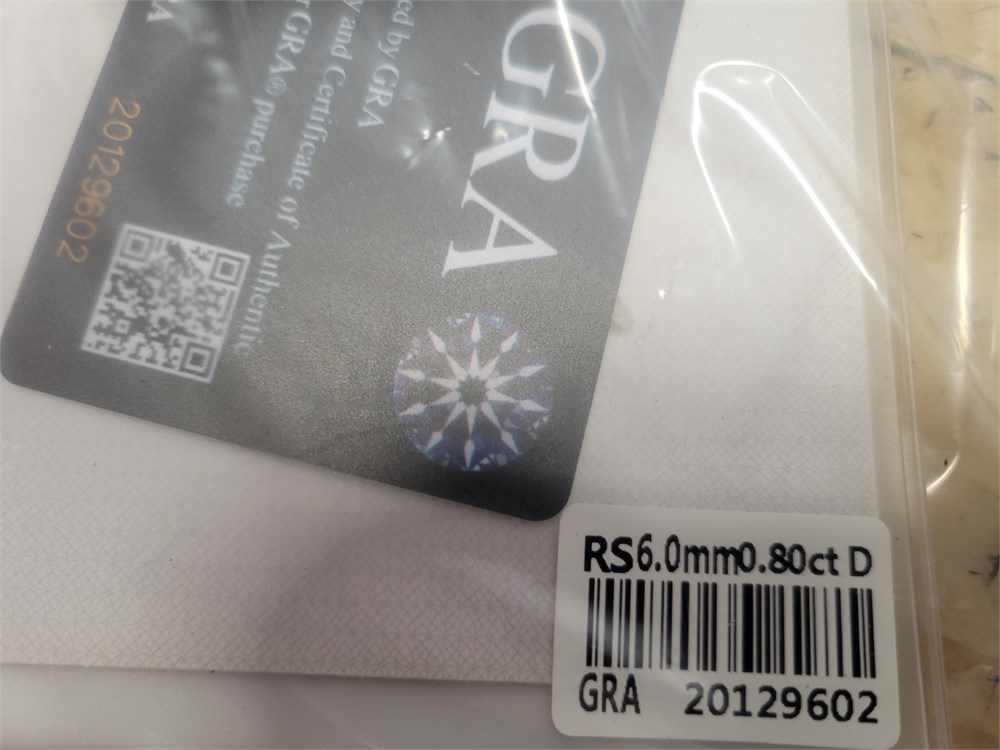 GRA
ed by GRA
y and Certificate of Authentic
GRA® purchase
20129602
RS6.0mm0.80ct D
GRA 20129602